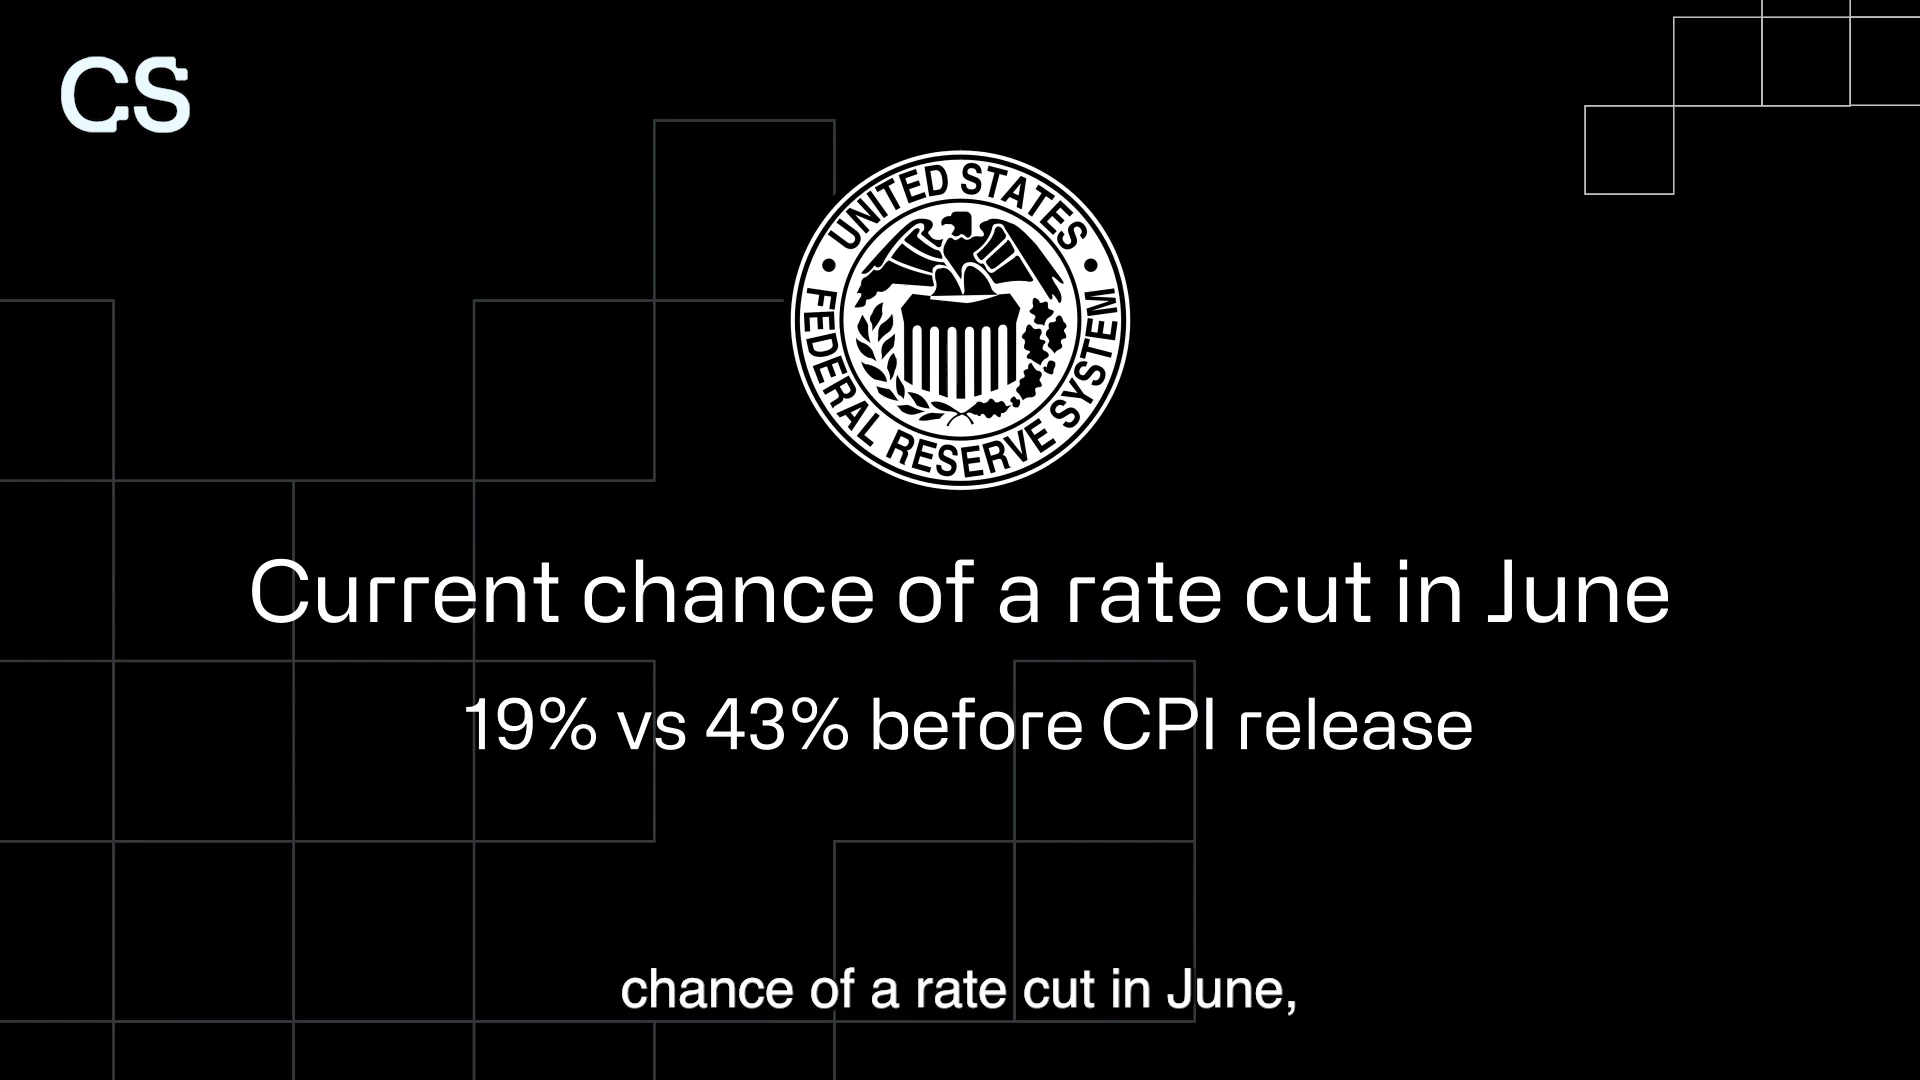 CS
UNITED STATES
FEDERAL RESERVE SYSTEM
Current chance of a rate cut in June
19% vs 43% before CPI release
chance of a rate cut in June,